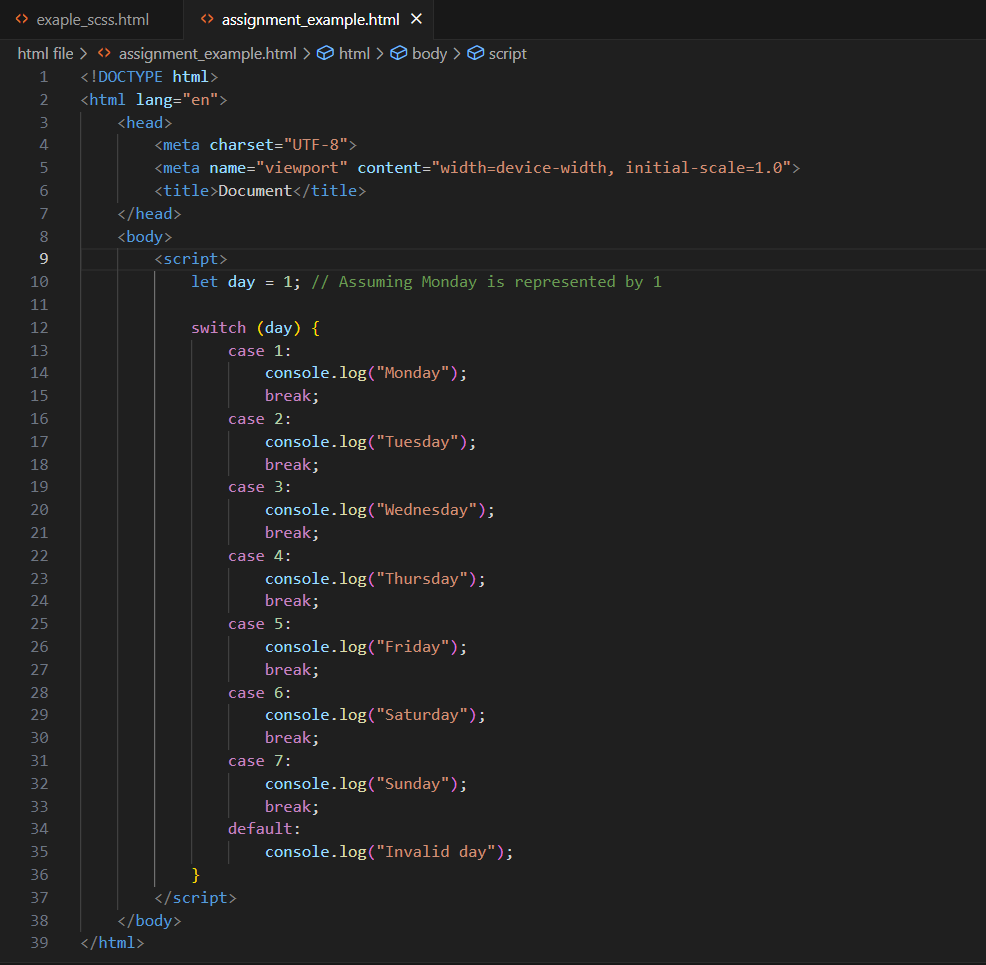 exaple_scss.html assignment_example.html
html file > assignment_example.html > html > body > script
1 <!DOCTYPE html>
2 <html lang="en">
3 <head>
4 <meta charset="UTF-8">
5 <meta name="viewport" content="width=device-width, initial-scale=1.0">
6 <title>Document</title>
7 </head>
8 <body>
9 <script>
10 let day = 1; // Assuming Monday is represented by 1
11
12 switch (day) {
13 case 1:
14 console.log("Monday");
15 break;
16 case 2:
17 console.log("Tuesday");
18 break;
19 case 3:
20 console.log("Wednesday");
21 break;
22 case 4:
23 console.log("Thursday");
24 break;
25 case 5:
26 console.log("Friday");
27 break;
28 case 6:
29 console.log("Saturday");
30 break;
31 case 7:
32 console.log("Sunday");
33 break;
34 default:
35 console.log("Invalid day");
36 }
37 </script>
38 </body>
39 </html>